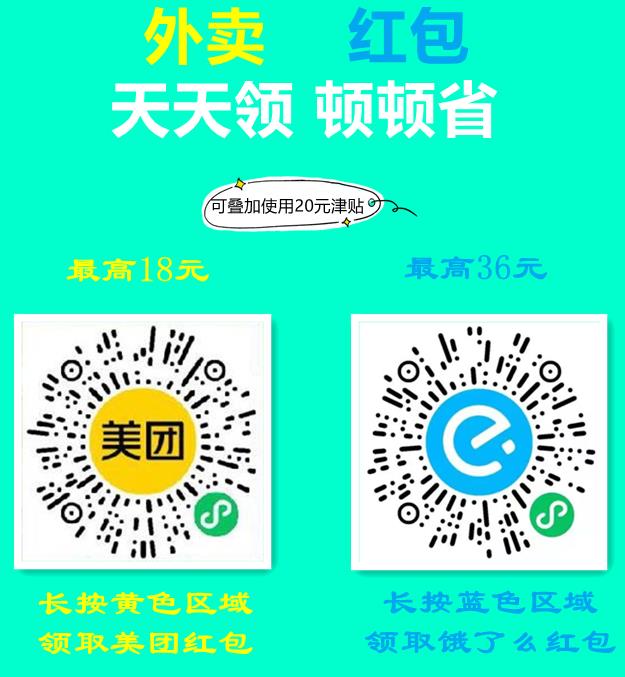 外卖 红包
天天领 顿顿省
可叠加使用20元津贴
最高18元
最高36元
美团
长按黄色区域
领取美团红包
长按蓝色区域
领取饿了么红包